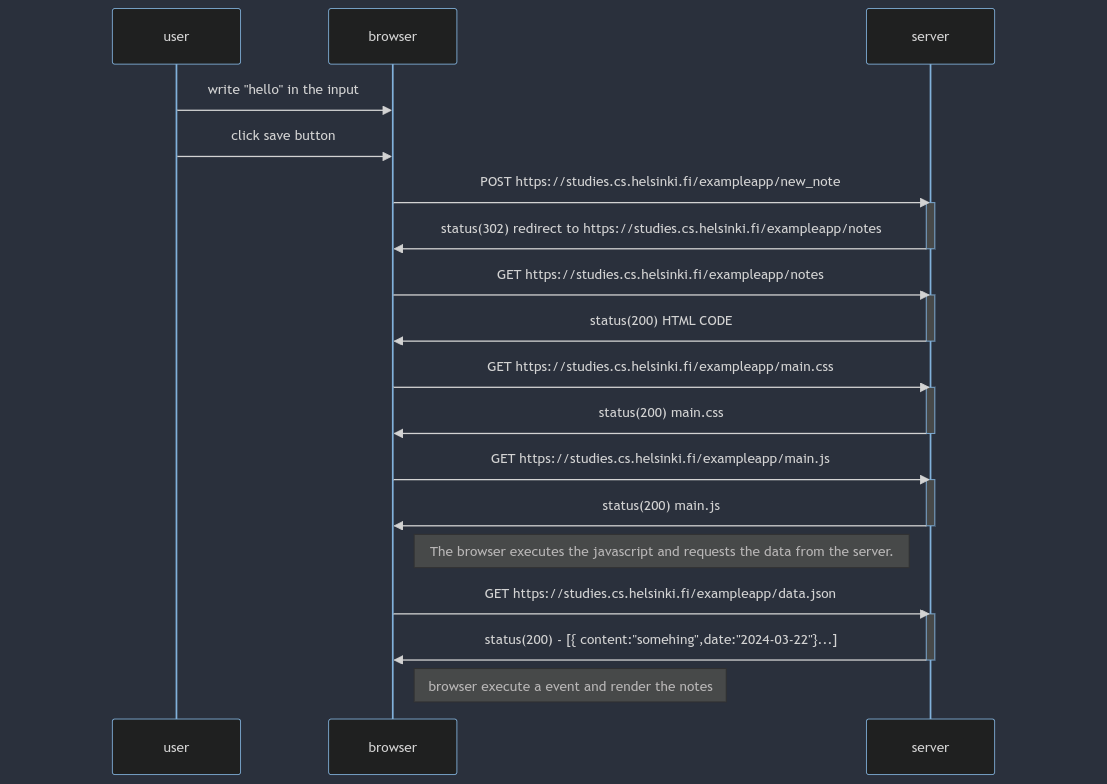 user
browser
server
write "hello" in the input
click save button
POST https://studies.cs.helsinki.fi/exampleapp/new_note
status(302) redirect to https://studies.cs.helsinki.fi/exampleapp/notes
GET https://studies.cs.helsinki.fi/exampleapp/notes
status(200) HTML CODE
GET https://studies.cs.helsinki.fi/exampleapp/main.css
status(200) main.css
GET https://studies.cs.helsinki.fi/exampleapp/main.js
status(200) main.js
The browser executes the javascript and requests the data from the server.
GET https://studies.cs.helsinki.fi/exampleapp/data.json
status(200) - [{ content:"somehing",date:"2024-03-22"}...]
browser execute a event and render the notes
user
browser
server